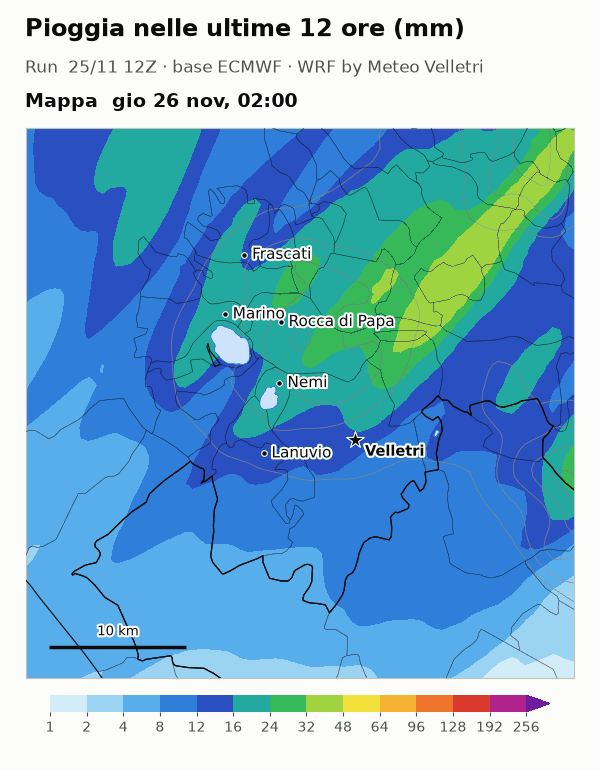 Pioggia nelle ultime 12 ore (mm)
Run  25/11 12Z · base ECMWF · WRF by Meteo Velletri
Mappa  gio 26 nov, 02:00
Frascati
Marino
Rocca di Papa
Nemi
Velletri
Lanuvio
10 km
1 2 4 8 12 16 24 32 48 64 96 128 192 256